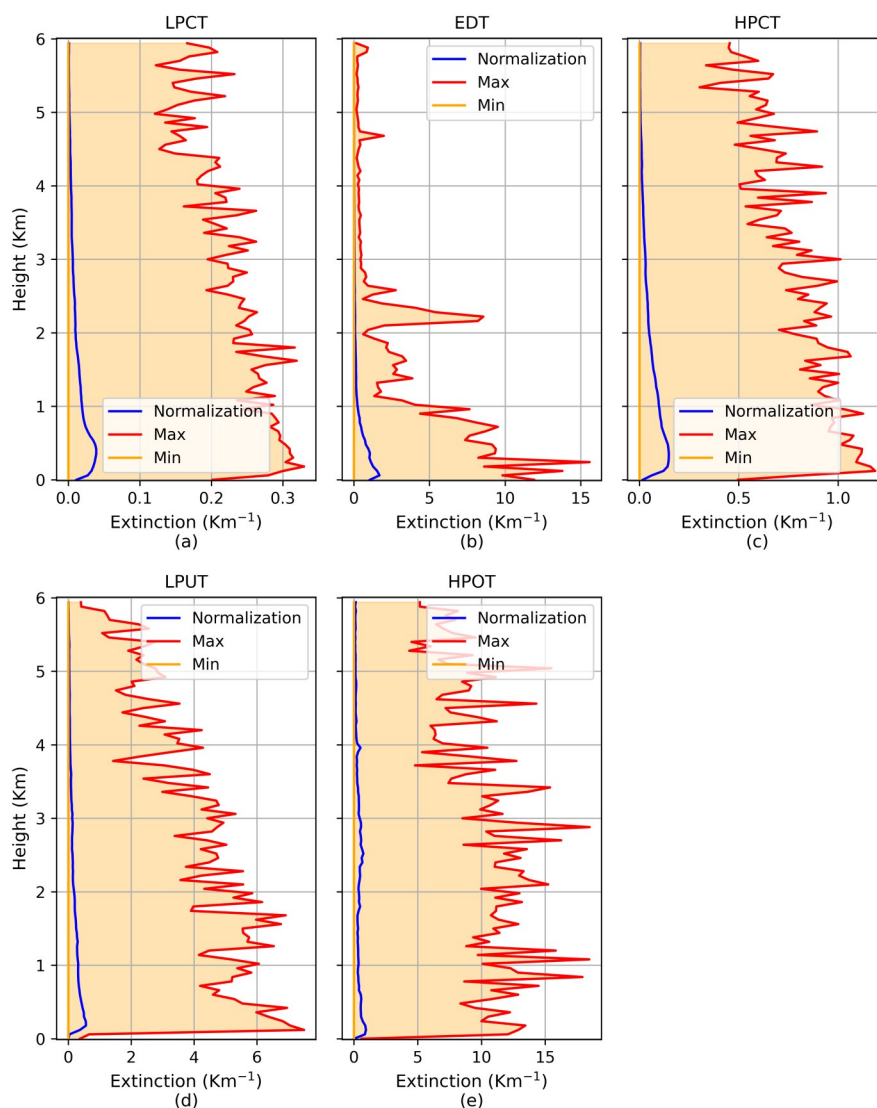 LPCT
EDT
HPCT
6
5
4
3
2
1
0
Height (Km)
Normalization
Max
Min
0.0 0.1 0.2 0.3
Extinction (Km⁻¹)
(a)
Normalization
Max
Min
0 5 10 15
Extinction (Km⁻¹)
(b)
Normalization
Max
Min
0.0 0.5 1.0
Extinction (Km⁻¹)
(c)
LPUT
HPOT
6
5
4
3
2
1
0
Height (Km)
Normalization
Max
Min
0 2 4 6
Extinction (Km⁻¹)
(d)
Normalization
Max
Min
0 5 10 15
Extinction (Km⁻¹)
(e)